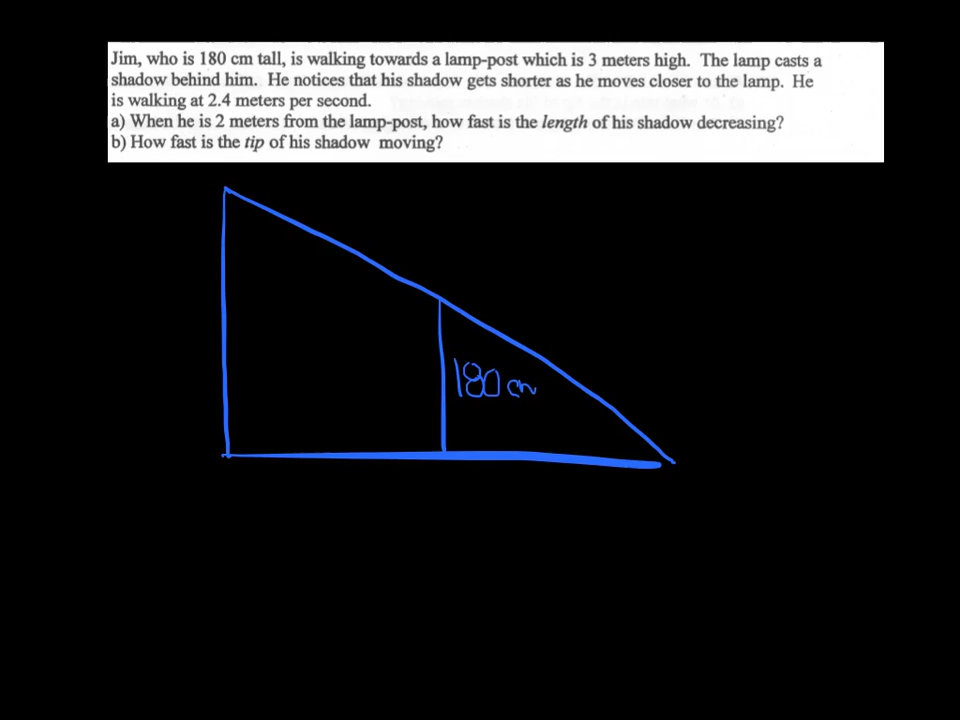 Jim, who is 180 cm tall, is walking towards a lamp-post which is 3 meters high. The lamp casts a
shadow behind him. He notices that his shadow gets shorter as he moves closer to the lamp. He
is walking at 2.4 meters per second.
a) When he is 2 meters from the lamp-post, how fast is the length of his shadow decreasing?
b) How fast is the tip of his shadow moving?
180 cm